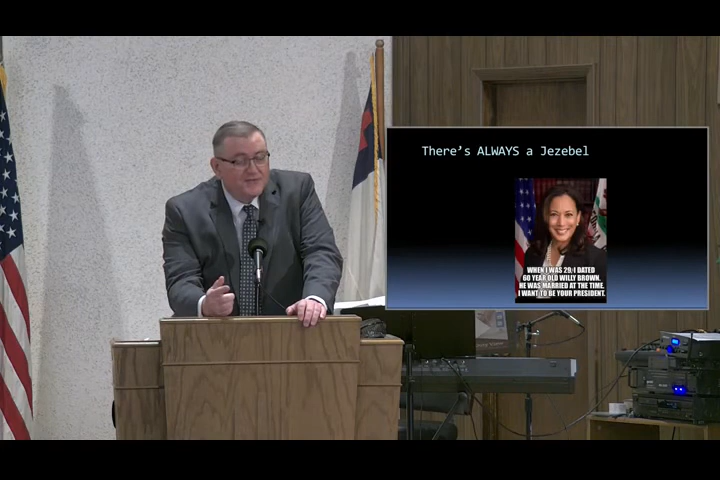 There's ALWAYS a Jezebel
WHEN I WAS 29, I DATED
60 YEAR OLD WILLY BROWN.
HE WAS MARRIED AT THE TIME.
I WANT TO BE YOUR PRESIDENT.